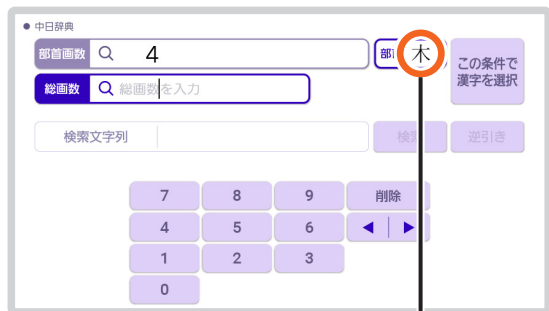 ● 中日辞典
部首画数 4 部 木 この条件で
漢字を選択
総画数 総画数を入力
検索文字列 検索 逆引き
7 8 9 削除
4 5 6 ◀ ▶
1 2 3
0